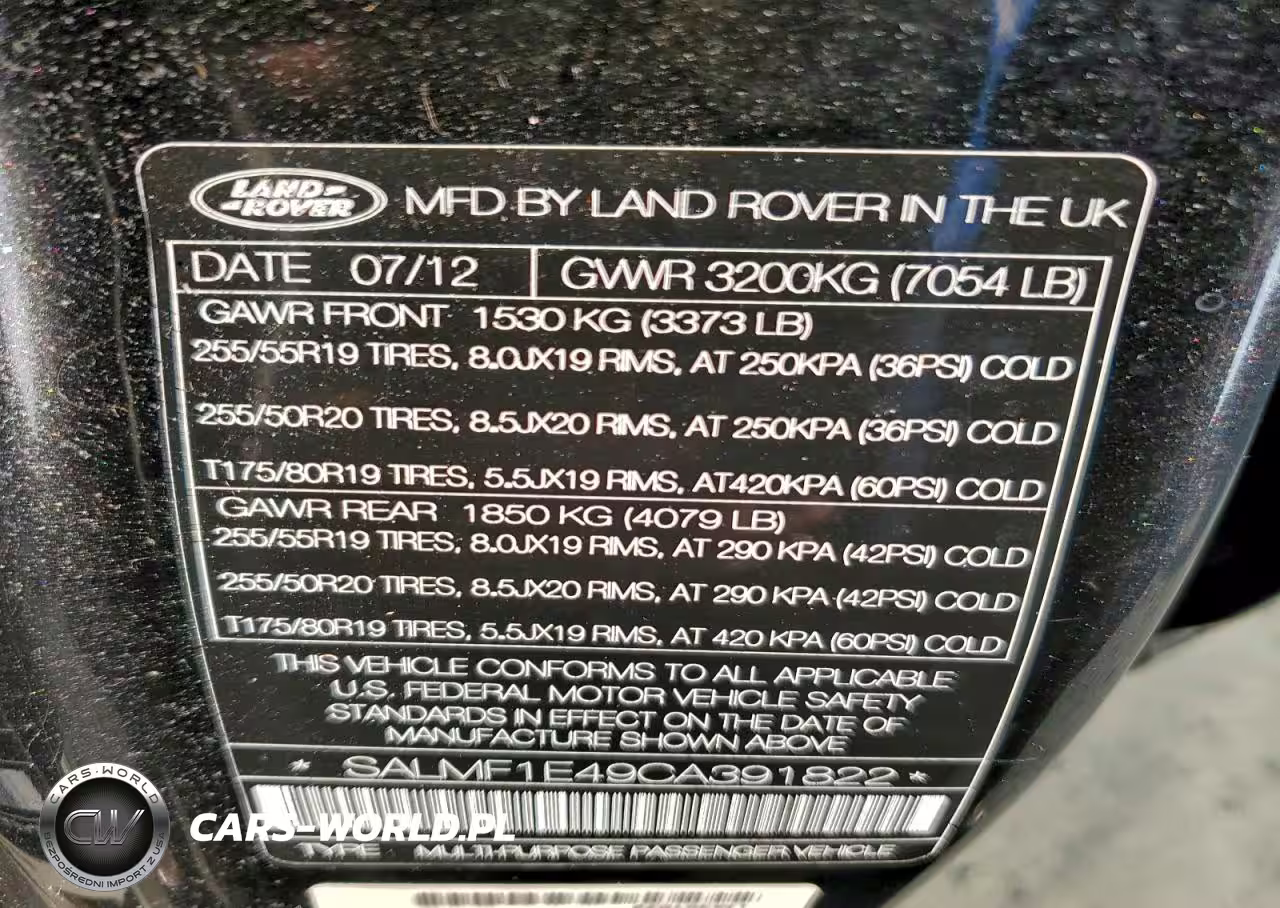 LAND ROVER MFD. BY LAND ROVER IN THE UK
DATE 07/12 GVWR 3200KG (7054 LB)
GAWR FRONT 1530 KG (3373 LB)
255/55R19 TIRES, 8.0JX19 RIMS, AT 250KPA (36PSI) COLD
255/50R20 TIRES, 8.5JX20 RIMS, AT 250KPA (36PSI) COLD
T175/80R19 TIRES, 5.5JX19 RIMS, AT420KPA (60PSI) COLD
GAWR REAR 1850 KG (4079 LB)
255/55R19 TIRES, 8.0JX19 RIMS, AT 290 KPA (42PSI) COLD
255/50R20 TIRES, 8.5JX20 RIMS, AT 290 KPA (42PSI) COLD
T175/80R19 TIRES, 5.5JX19 RIMS, AT 420 KPA (60PSI) COLD
THIS VEHICLE CONFORMS TO ALL APPLICABLE
U.S. FEDERAL MOTOR VEHICLE SAFETY
STANDARDS IN EFFECT ON THE DATE OF
MANUFACTURE SHOWN ABOVE
* SALMF1E49CA391822 *
TYPE MULTI-PURPOSE PASSENGER VEHICLE
CARS-WORLD
CW
BEZPOŚREDNI IMPORT Z USA
CARS-WORLD.PL